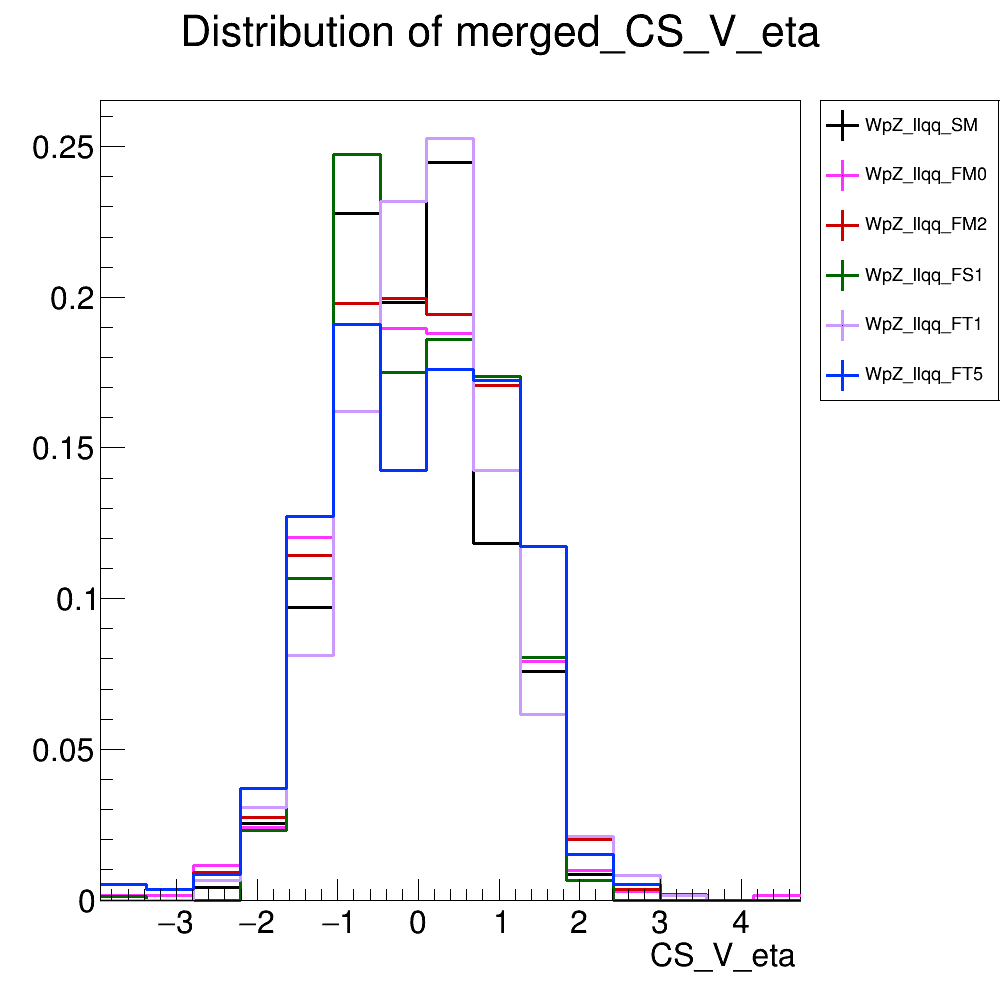 Distribution of merged_CS_V_eta
WpZ_llqq_SM
WpZ_llqq_FM0
WpZ_llqq_FM2
WpZ_llqq_FS1
WpZ_llqq_FT1
WpZ_llqq_FT5
0.25
0.2
0.15
0.1
0.05
0
−3 −2 −1 0 1 2 3 4
CS_V_eta